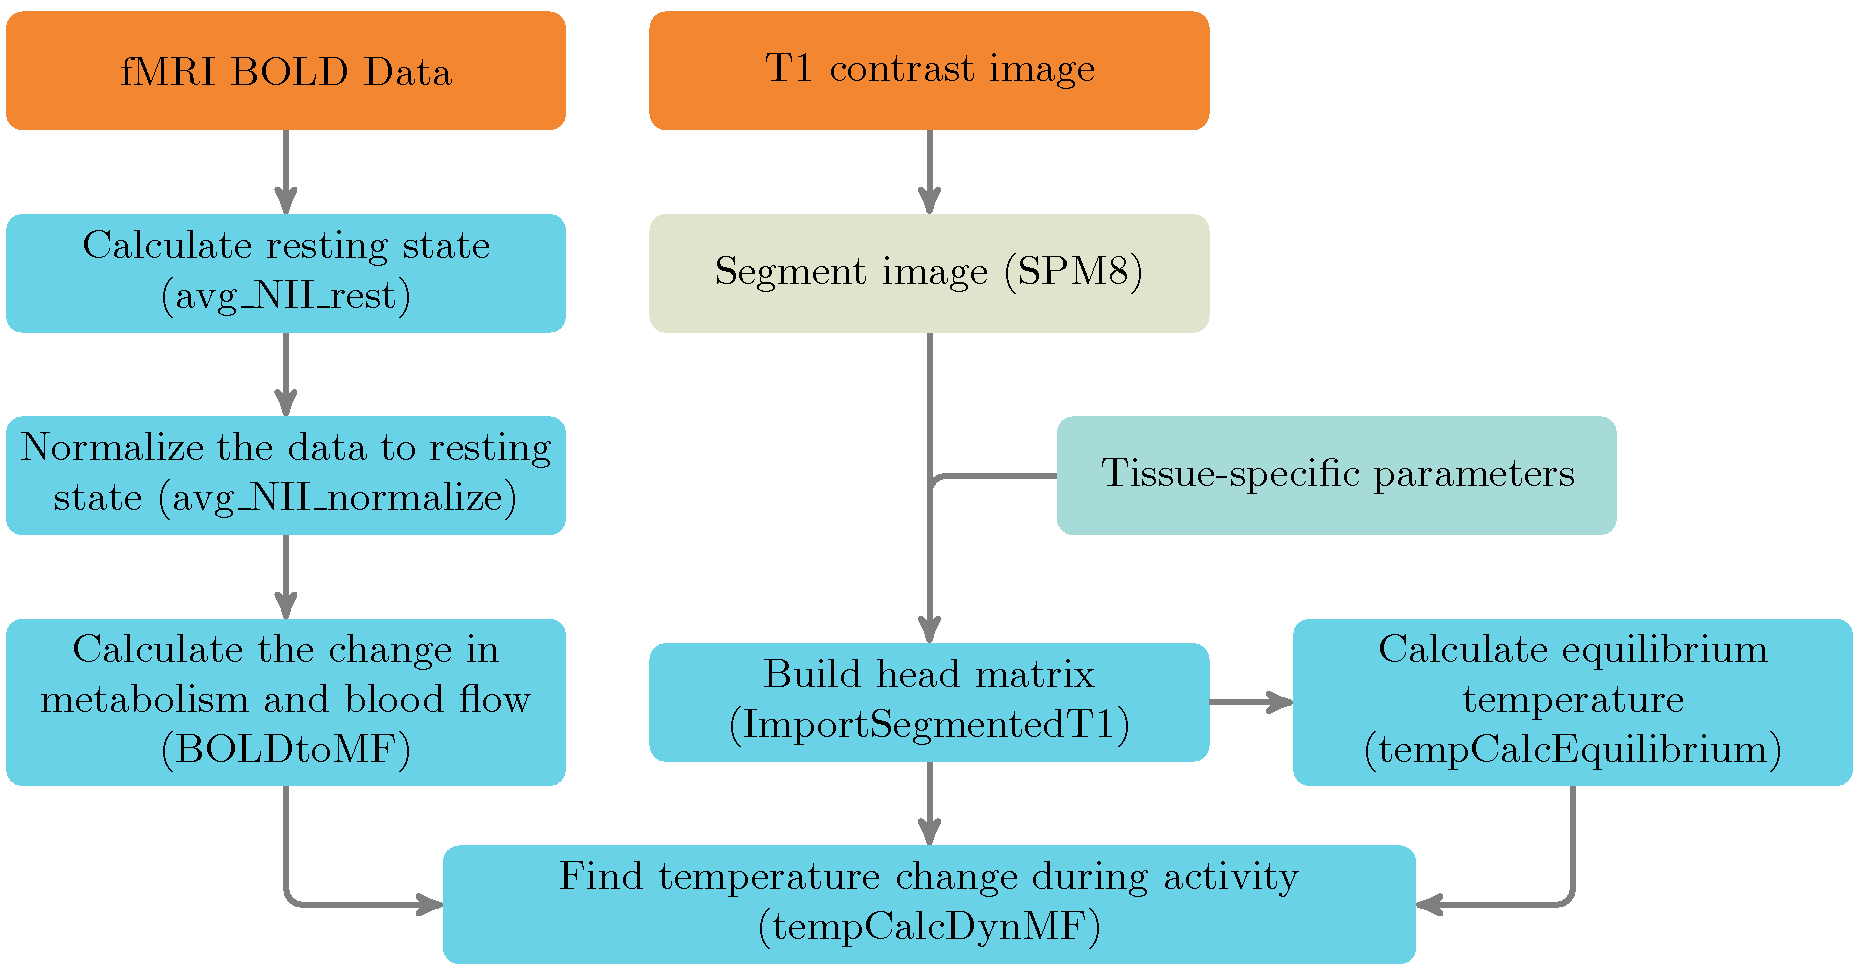 fMRI BOLD Data
T1 contrast image
Calculate resting state
(avg_NII_rest)
Segment image (SPM8)
Normalize the data to resting
state (avg_NII_normalize)
Tissue-specific parameters
Calculate the change in
metabolism and blood flow
(BOLDtoMF)
Build head matrix
(ImportSegmentedT1)
Calculate equilibrium
temperature
(tempCalcEquilibrium)
Find temperature change during activity
(tempCalcDynMF)